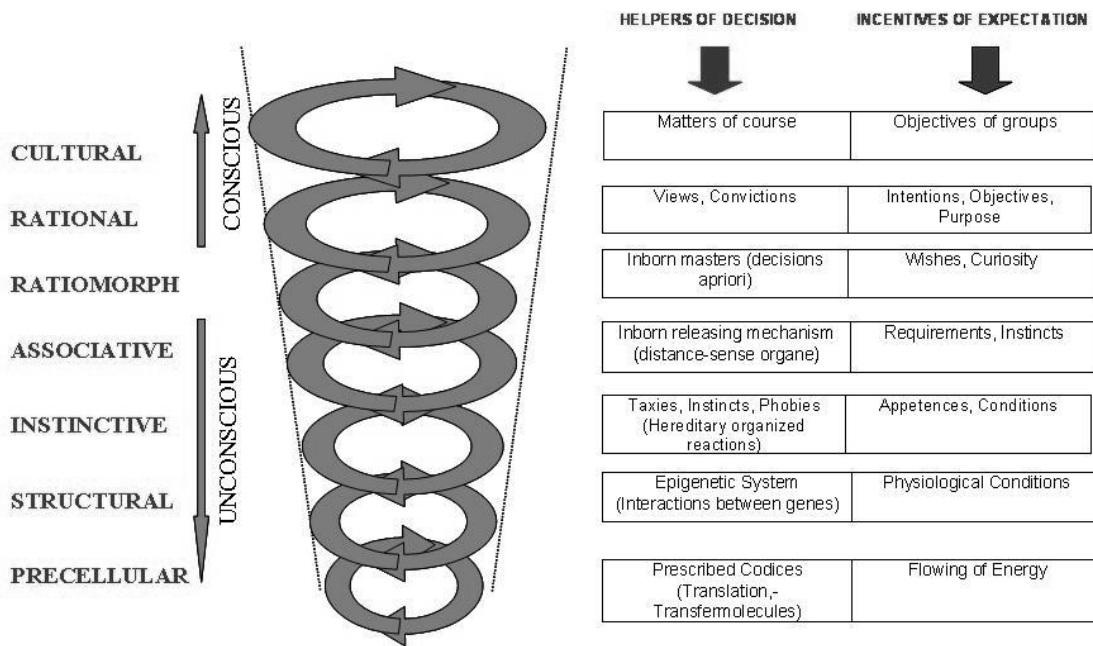 HELPERS OF DECISION
INCENTIVES OF EXPECTATION
CONSCIOUS
UNCONSCIOUS
CULTURAL
Matters of course
Objectives of groups
RATIONAL
Views, Convictions
Intentions, Objectives,
Purpose
RATIOMORPH
Inborn masters (decisions
apriori)
Wishes, Curiosity
ASSOCIATIVE
Inborn releasing mechanism
(distance-sense organe)
Requirements, Instincts
INSTINCTIVE
Taxies, Instincts, Phobies
(Hereditary organized
reactions)
Appetences, Conditions
STRUCTURAL
Epigenetic System
(Interactions between genes)
Physiological Conditions
PRECELLULAR
Prescribed Codices
(Translation,-
Transfermolecules)
Flowing of Energy